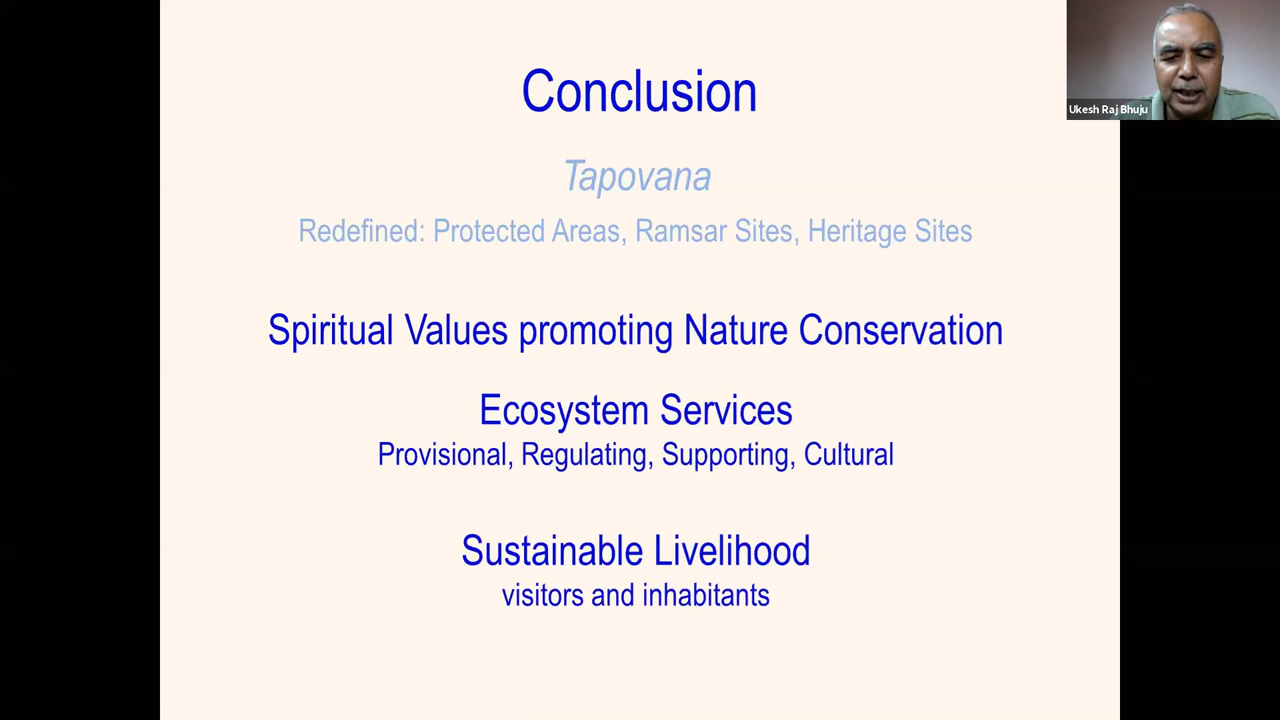 Conclusion
Tapovana
Redefined: Protected Areas, Ramsar Sites, Heritage Sites
Spiritual Values promoting Nature Conservation
Ecosystem Services
Provisional, Regulating, Supporting, Cultural
Sustainable Livelihood
visitors and inhabitants
Ukesh Raj Bhuju